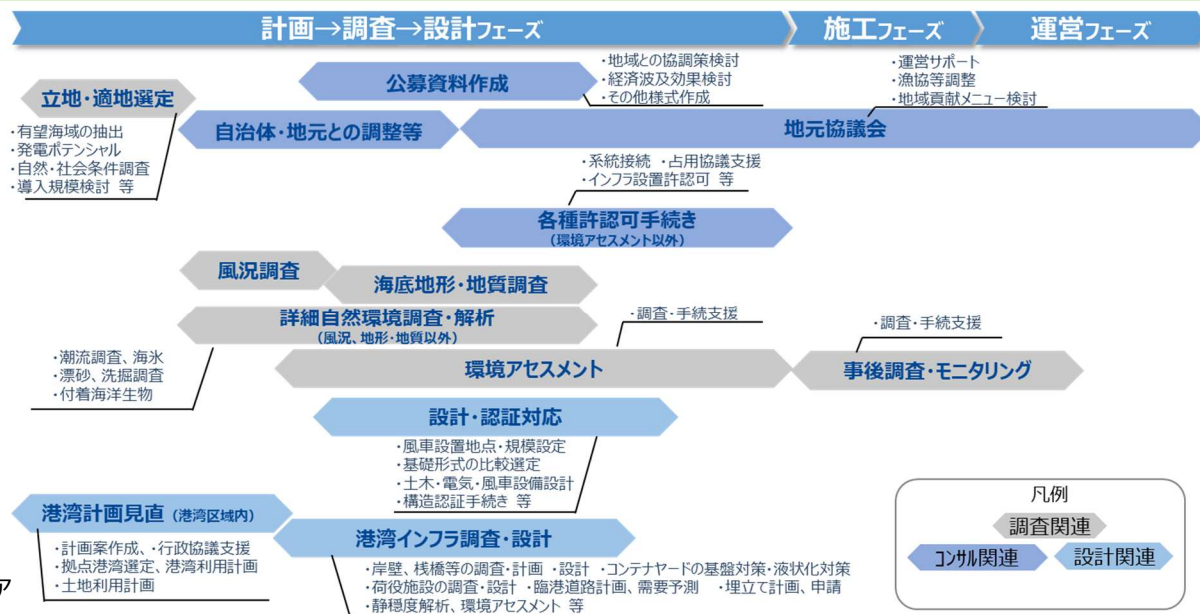 計画→調査→設計フェーズ
施工フェーズ
運営フェーズ
立地・適地選定
・有望海域の抽出
・発電ポテンシャル
・自然・社会条件調査
・導入規模検討 等
公募資料作成
・地域との協調策検討
・経済波及効果検討
・その他様式作成
・運営サポート
・漁協等調整
・地域貢献メニュー検討
自治体・地元との調整等
地元協議会
・系統接続 ・占用協議支援
・インフラ設置許認可 等
各種許認可手続き
(環境アセスメント以外)
風況調査
海底地形・地質調査
詳細自然環境調査・解析
(風況、地形・地質以外)
・潮流調査、海氷
・漂砂、洗掘調査
・付着海洋生物
・調査・手続支援
環境アセスメント
・調査・手続支援
事後調査・モニタリング
設計・認証対応
・風車設置地点・規模設定
・基礎形式の比較選定
・土木・電気・風車設備設計
・構造認証手続き 等
港湾計画見直 (港湾区域内)
・計画案作成、・行政協議支援
・拠点港湾選定、港湾利用計画
・土地利用計画
ア
港湾インフラ調査・設計
・岸壁、桟橋等の調査・計画 ・設計 ・コンテナヤードの基盤対策・液状化対策
・荷役施設の調査・設計 ・臨港道路計画、需要予測 ・埋立て計画、申請
・静穏度解析、環境アセスメント 等
凡例
調査関連
コンサル関連
設計関連